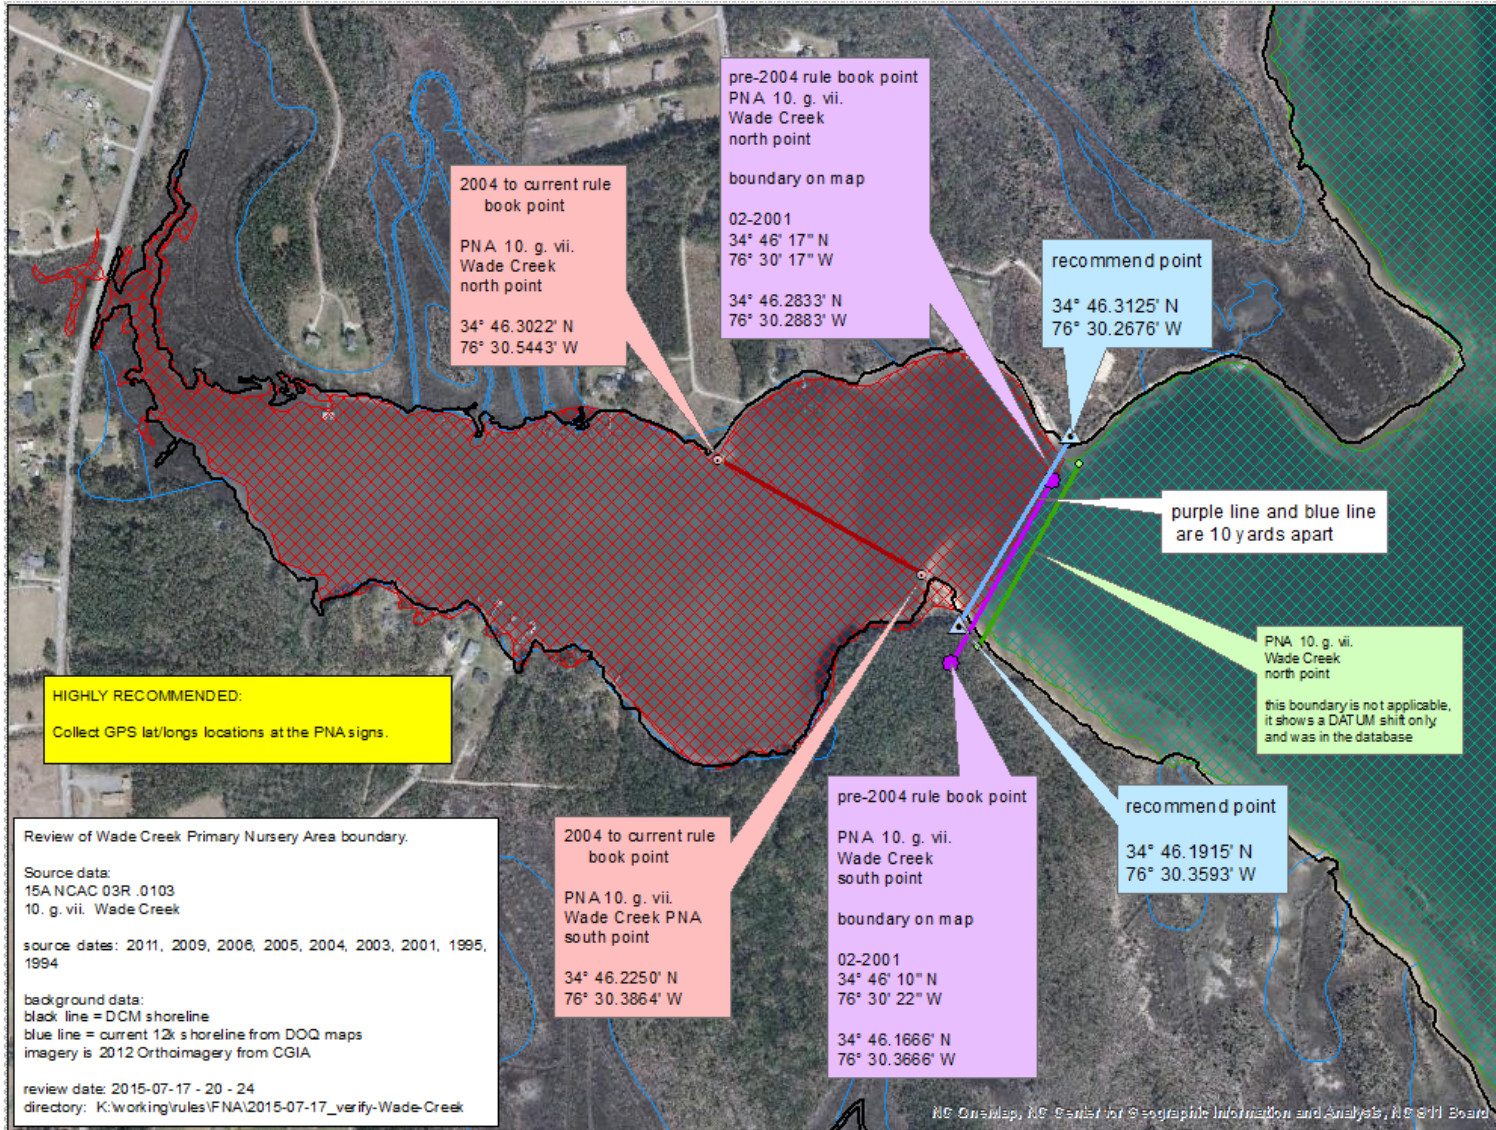 pre-2004 rule book point
PNA 10. g. vii.
Wade Creek
north point
boundary on map
02-2001
34° 46' 17" N
76° 30' 17" W
34° 46.2833' N
76° 30.2883' W
2004 to current rule
book point
PNA 10. g. vii.
Wade Creek
north point
34° 46.3022' N
76° 30.5443' W
recommend point
34° 46.3125' N
76° 30.2676' W
purple line and blue line
are 10 yards apart
PNA 10. g. vii.
Wade Creek
north point
this boundary is not applicable,
it shows a DATUM shift only,
and was in the database
HIGHLY RECOMMENDED:
Collect GPS lat/longs locations at the PNA signs.
recommend point
34° 46.1915' N
76° 30.3593' W
pre-2004 rule book point
PNA 10. g. vii.
Wade Creek
south point
boundary on map
02-2001
34° 46' 10" N
76° 30' 22" W
34° 46.1666' N
76° 30.3666' W
2004 to current rule
book point
PNA 10. g. vii.
Wade Creek PNA
south point
34° 46.2250' N
76° 30.3864' W
Review of Wade Creek Primary Nursery Area boundary.
Source data:
15A NCAC 03R .0103
10. g. vii. Wade Creek
source dates: 2011, 2009, 2006, 2005, 2004, 2003, 2001, 1995,
1994
background data:
black line = DCM shoreline
blue line = current 12k shoreline from DOQ maps
imagery is 2012 Orthoimagery from CGIA
review date: 2015-07-17 - 20 - 24
directory: K:\working\rules\FNA\2015-07-17_verify-Wade-Creek
NC OneMap, NC Center for Geographic Information and Analysis, NC 911 Board